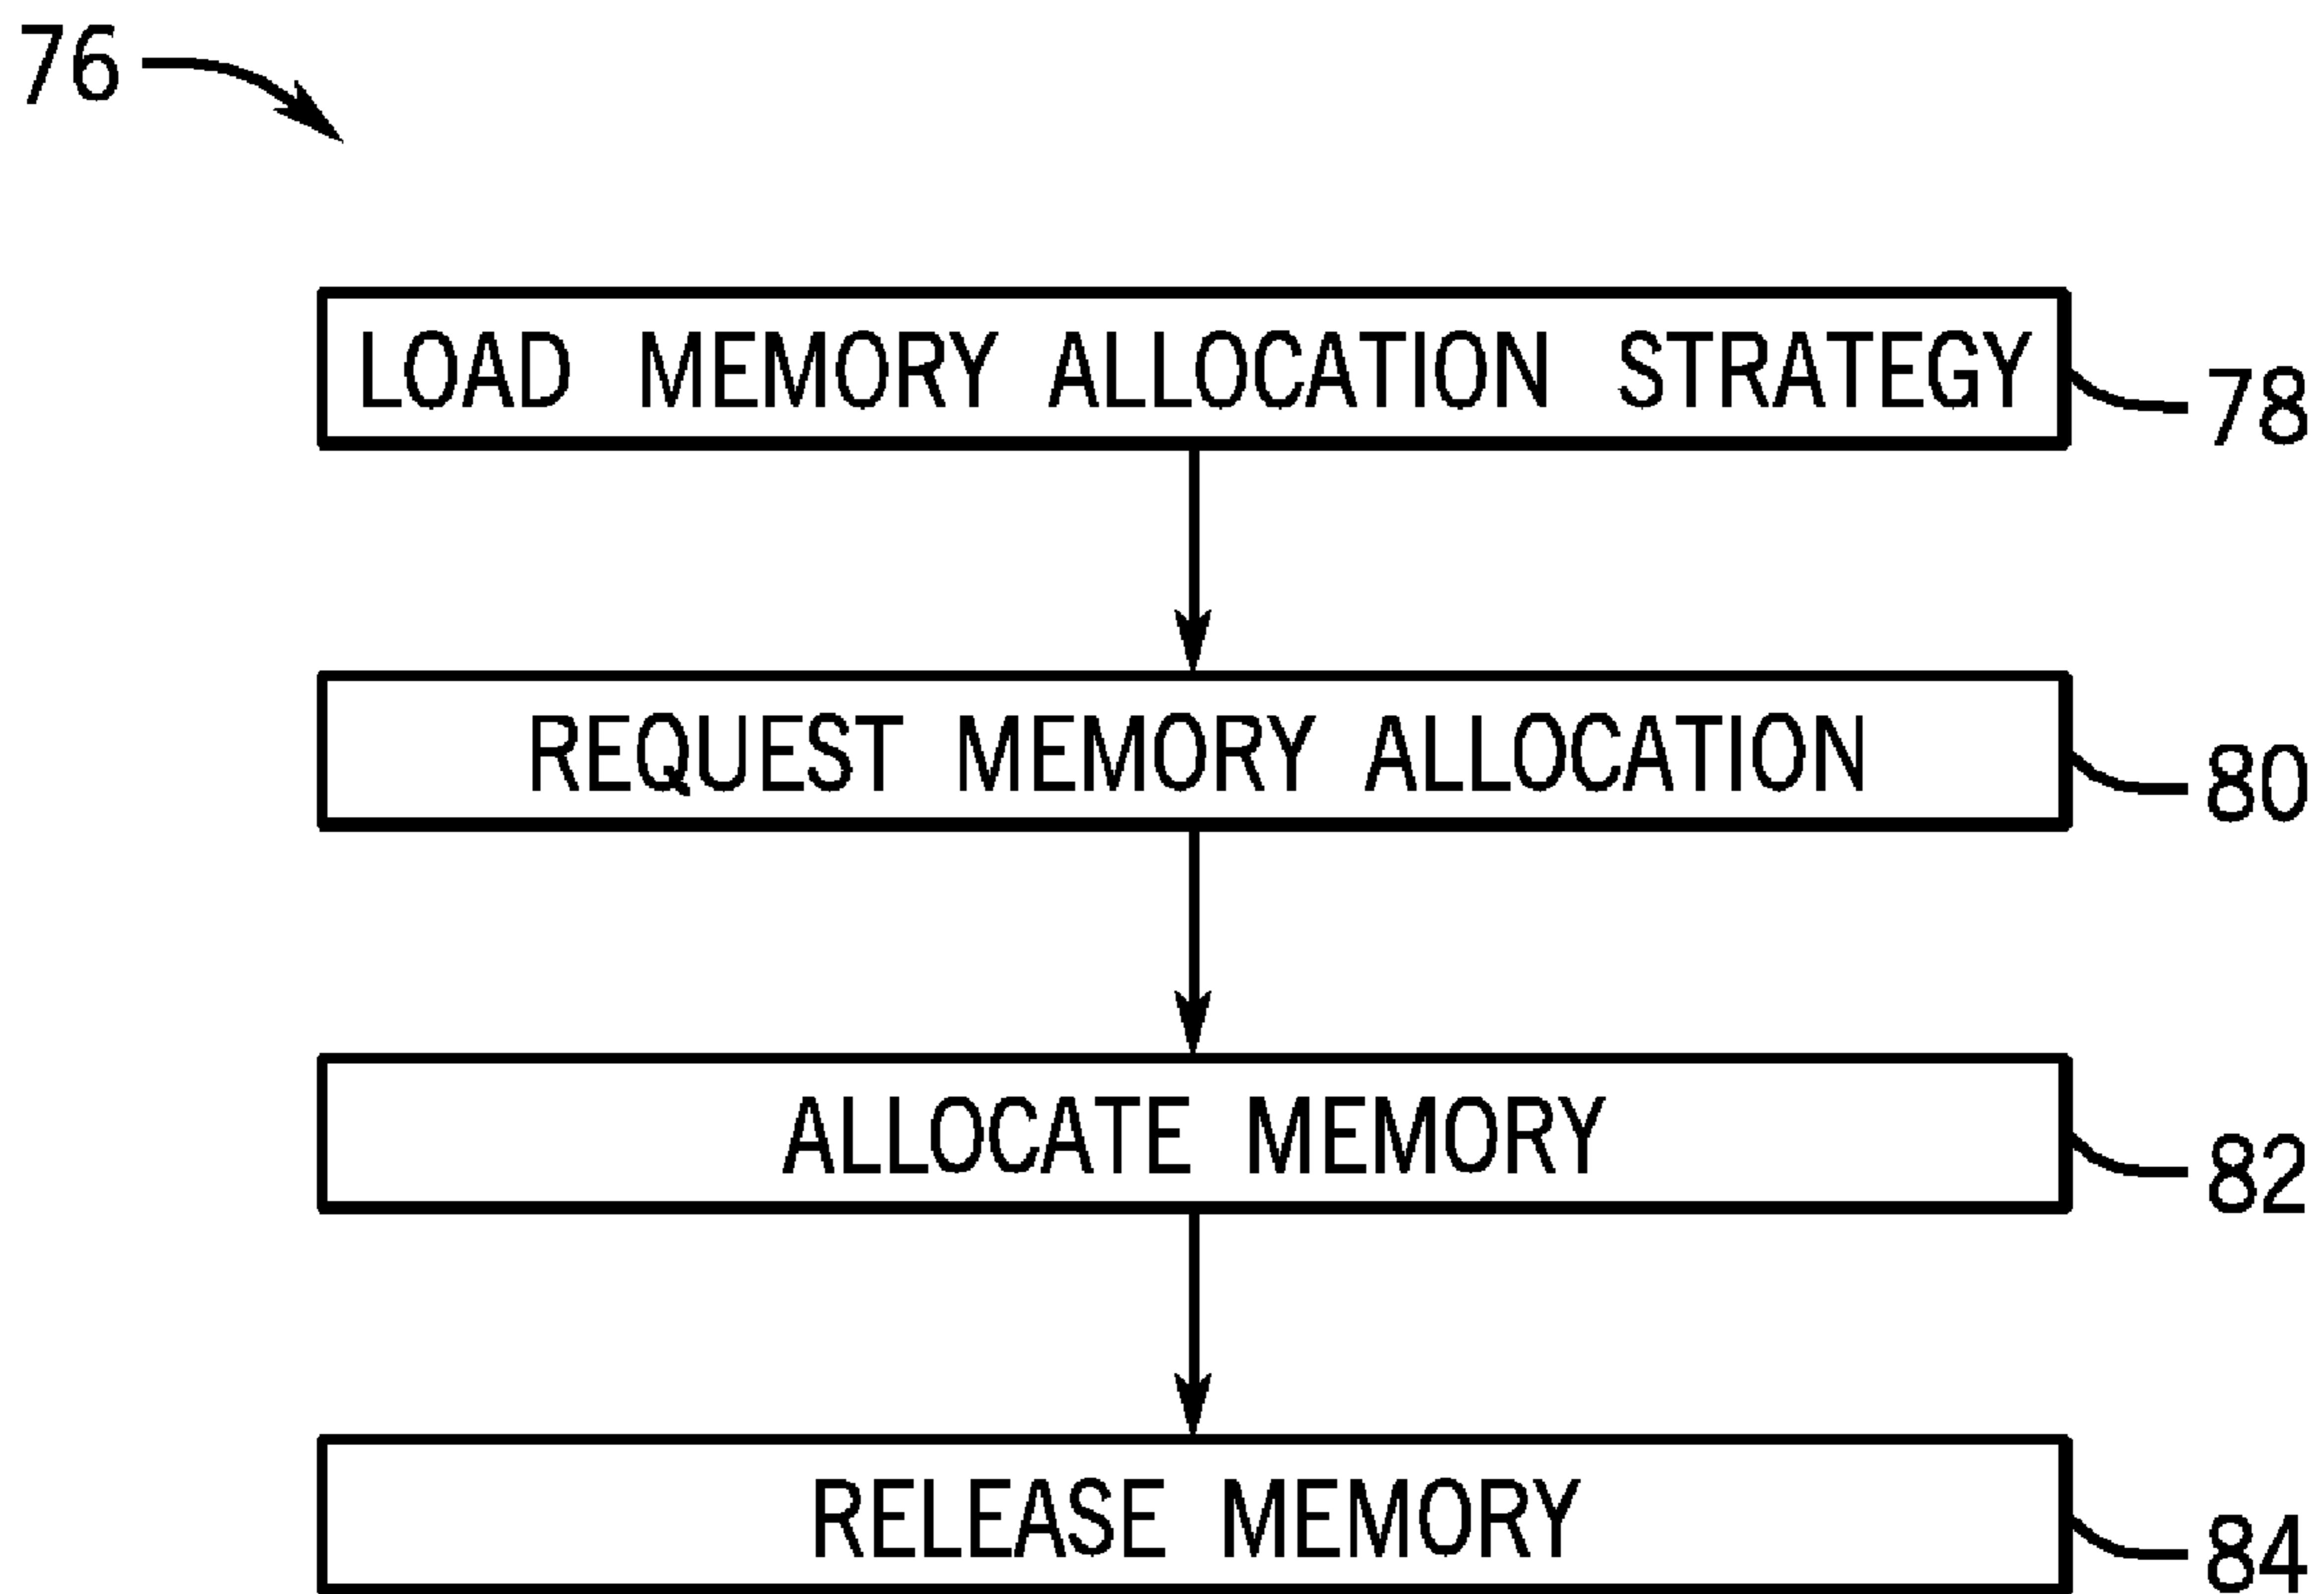 76
LOAD MEMORY ALLOCATION STRATEGY
78
REQUEST MEMORY ALLOCATION
80
ALLOCATE MEMORY
82
RELEASE MEMORY
84